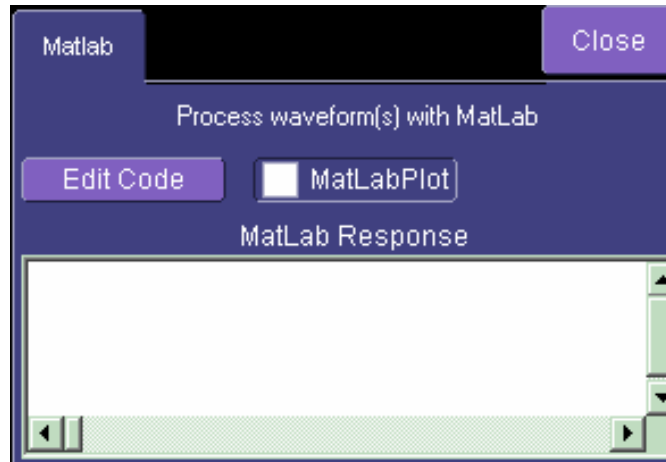 Matlab
Close
Process waveform(s) with MatLab
Edit Code
MatLabPlot
MatLab Response